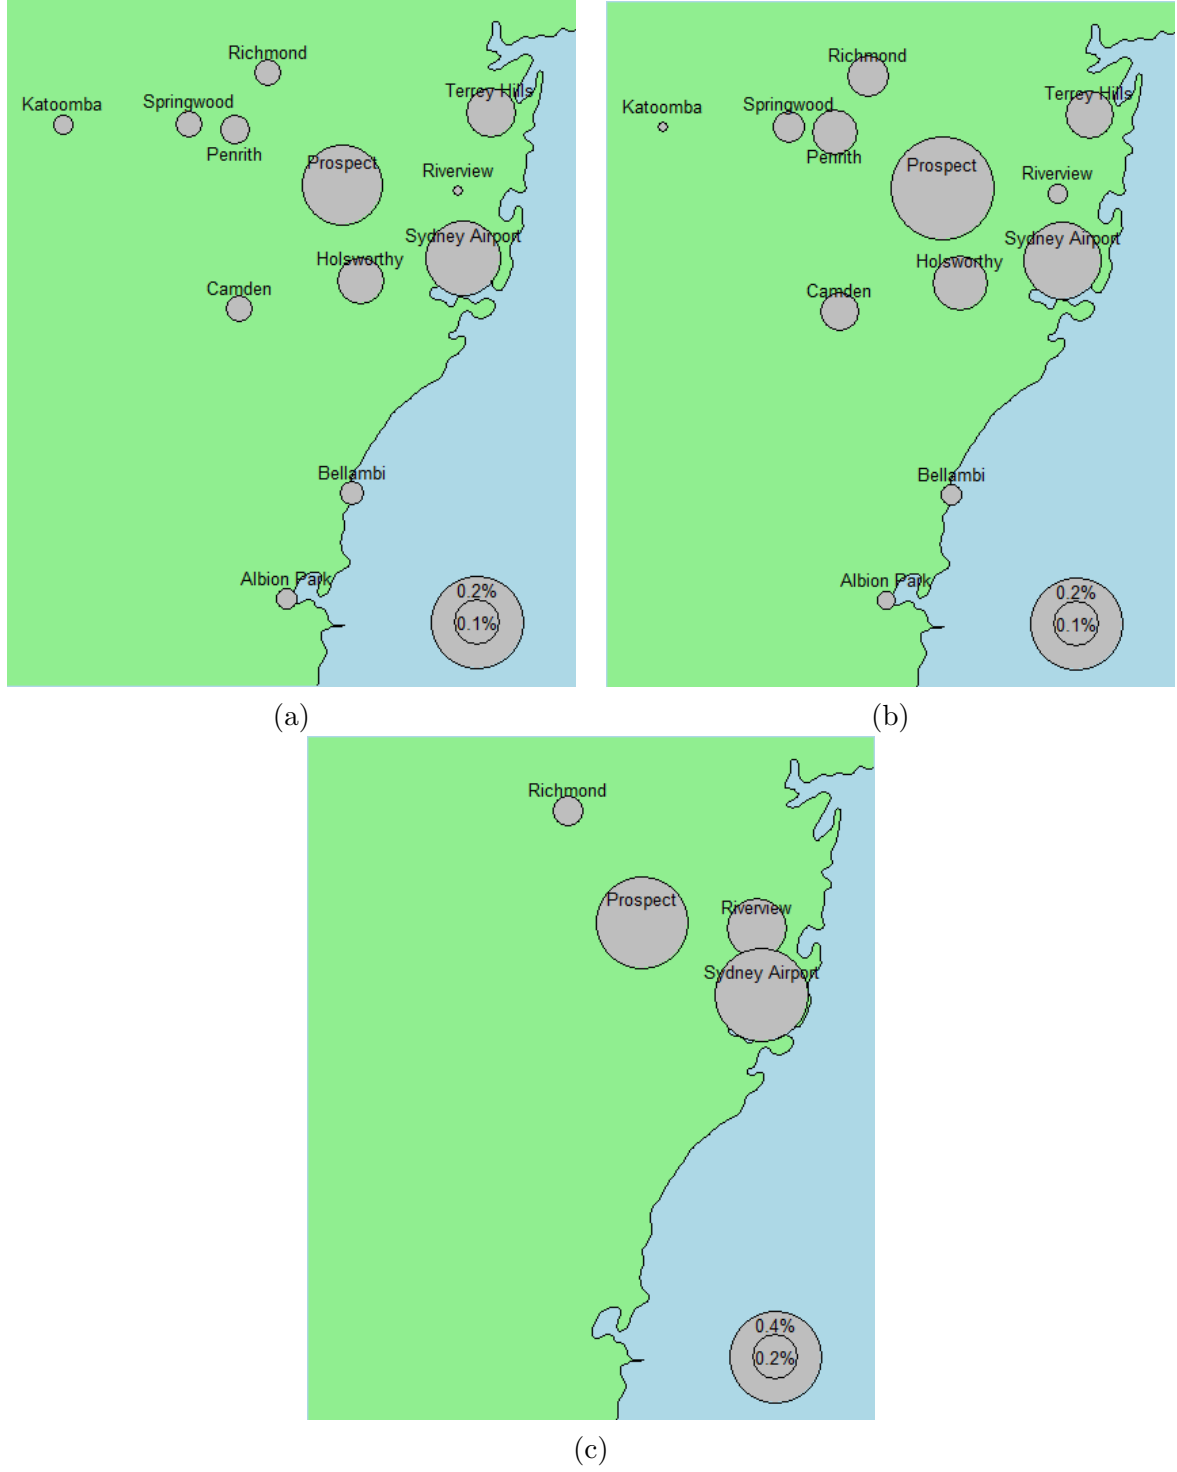 Richmond
Katoomba
Springwood
Penrith
Terrey Hills
Prospect
Riverview
Sydney Airport
Holsworthy
Camden
Bellambi
Albion Park
0.2%
0.1%
(a)
Richmond
Katoomba
Springwood
Penrith
Terrey Hills
Prospect
Riverview
Sydney Airport
Holsworthy
Camden
Bellambi
Albion Park
0.2%
0.1%
(b)
Richmond
Prospect
Riverview
Sydney Airport
0.4%
0.2%
(c)